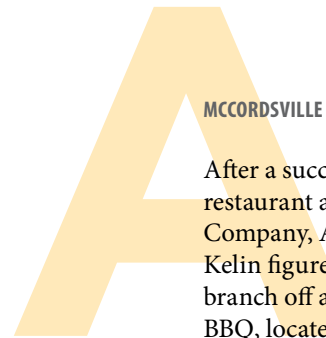 A
MCCORDSVILLE
After a succ
restaurant a
Company, A
Kelin figure
branch off a
BBQ, locate